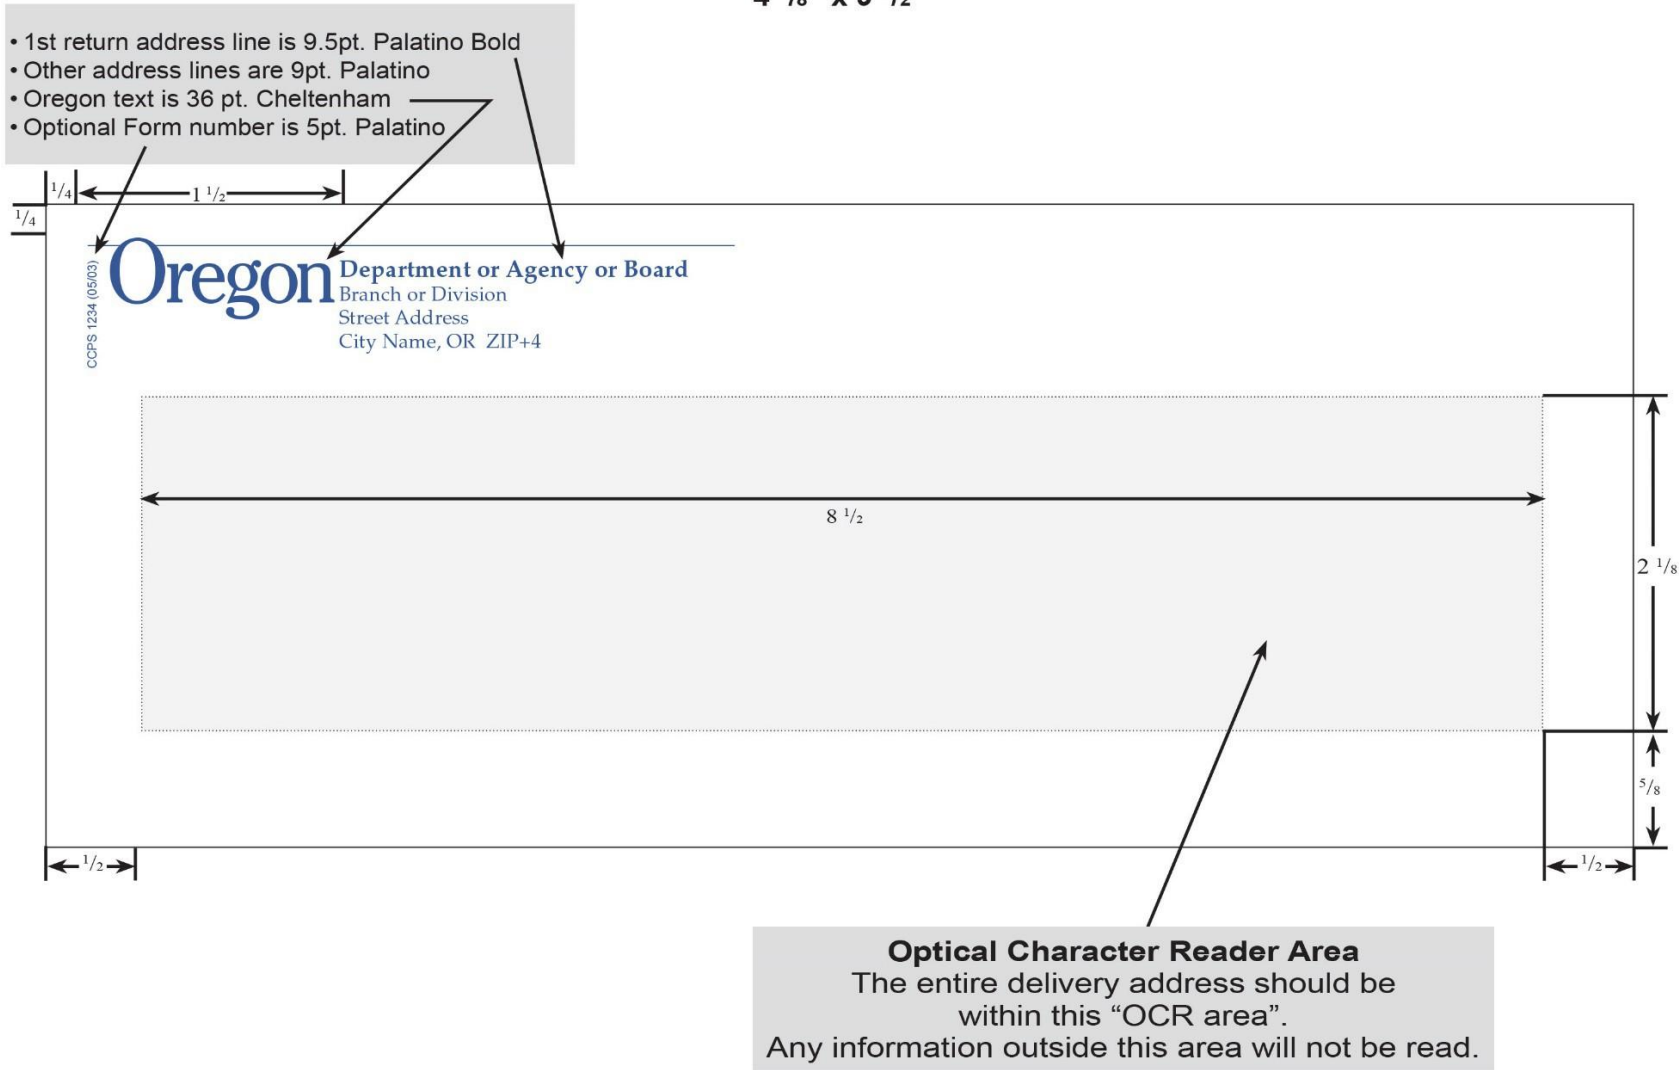 • 1st return address line is 9.5pt. Palatino Bold
• Other address lines are 9pt. Palatino
• Oregon text is 36 pt. Cheltenham
• Optional Form number is 5pt. Palatino
1/4
1 1/2
1/4
CCPS 1234 (05/03)
Oregon
Department or Agency or Board
Branch or Division
Street Address
City Name, OR ZIP+4
8 1/2
2 1/8
5/8
1/2
1/2
Optical Character Reader Area
The entire delivery address should be
within this “OCR area”.
Any information outside this area will not be read.